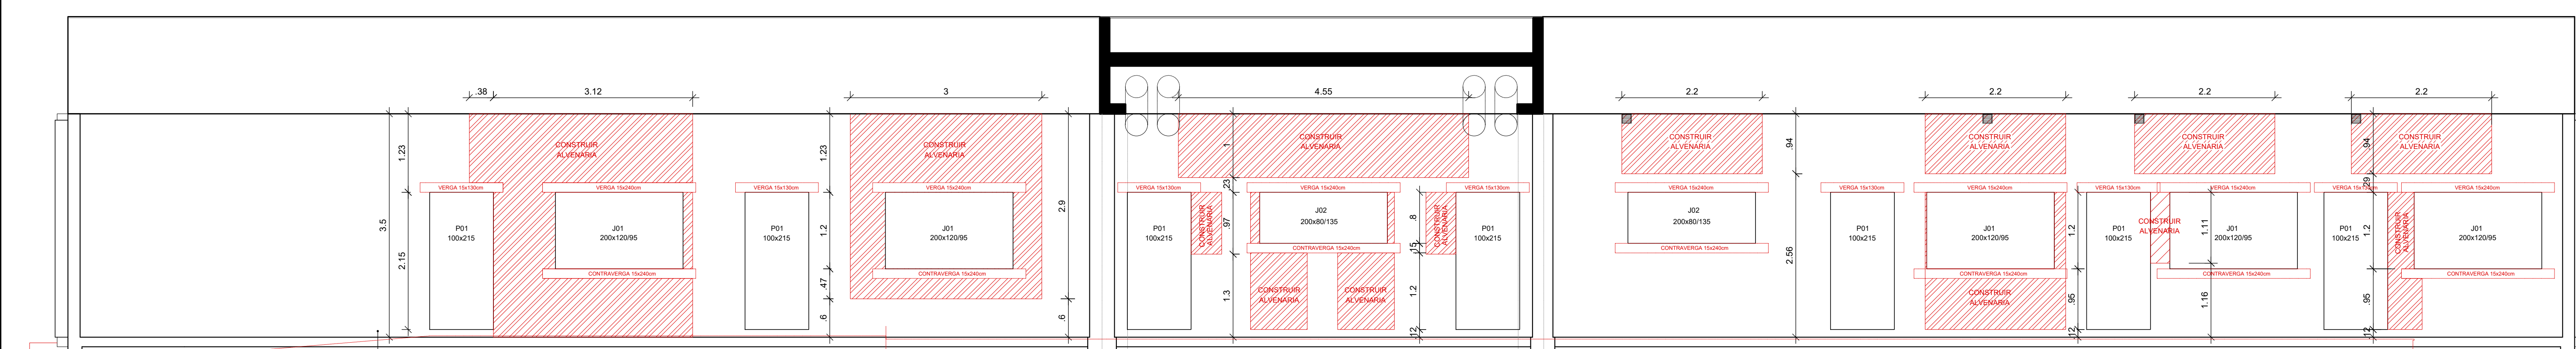 .38
3.12
3
4.55
2.2
2.2
2.2
2.2
3.5
1.23
2.15
VERGA 15x130cm
P01
100x215
CONSTRUIR
ALVENARIA
VERGA 15x240cm
J01
200x120/95
CONTRAVERGA 15x240cm
VERGA 15x130cm
P01
100x215
1.23
1.2
.47
.6
CONSTRUIR
ALVENARIA
VERGA 15x240cm
J01
200x120/95
CONTRAVERGA 15x240cm
2.9
.6
VERGA 15x130cm
P01
100x215
CONSTRUIR
ALVENARIA
1
.23
.97
1.3
CONSTRUIR
ALVENARIA
VERGA 15x240cm
J02
200x80/135
CONTRAVERGA 15x240cm
CONSTRUIR
ALVENARIA
CONSTRUIR
ALVENARIA
.8
.15
1.2
.12
CONSTRUIR
ALVENARIA
VERGA 15x130cm
P01
100x215
CONSTRUIR
ALVENARIA
VERGA 15x240cm
J02
200x80/135
CONTRAVERGA 15x240cm
.94
2.56
VERGA 15x130cm
P01
100x215
CONSTRUIR
ALVENARIA
VERGA 15x240cm
J01
200x120/95
CONTRAVERGA 15x240cm
CONSTRUIR
ALVENARIA
1.2
.95
.12
VERGA 15x130cm
P01
100x215
CONSTRUIR
ALVENARIA
CONSTRUIR
ALVENARIA
VERGA 15x240cm
1.11
1.16
J01
200x120/95
CONTRAVERGA 15x240cm
VERGA 15x130cm
P01
100x215
CONSTRUIR
ALVENARIA
.94
.29
1.2
.95
.12
CONSTRUIR
ALVENARIA
VERGA 15x240cm
J01
200x120/95
CONTRAVERGA 15x240cm